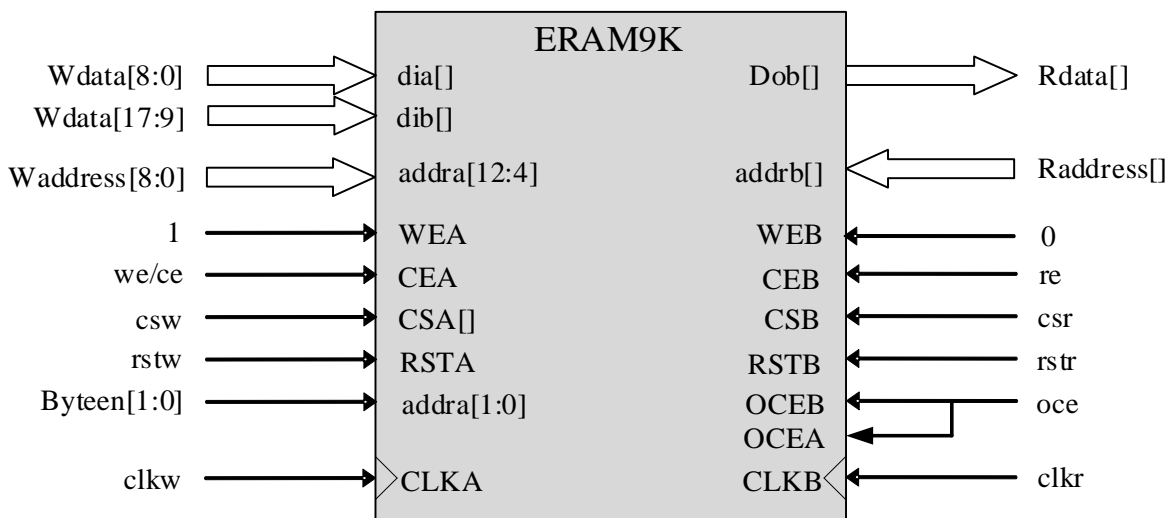 ERAM9K
Wdata[8:0] dia[] Dob[] Rdata[]
Wdata[17:9] dib[]
Waddress[8:0] addra[12:4] addrb[] Raddress[]
1 WEA WEB 0
we/ce CEA CEB re
csw CSA[] CSB csr
rstw RSTA RSTB rstr
Byteen[1:0] addra[1:0] OCEB oce
OCEA
clkw CLKA CLKB clkr